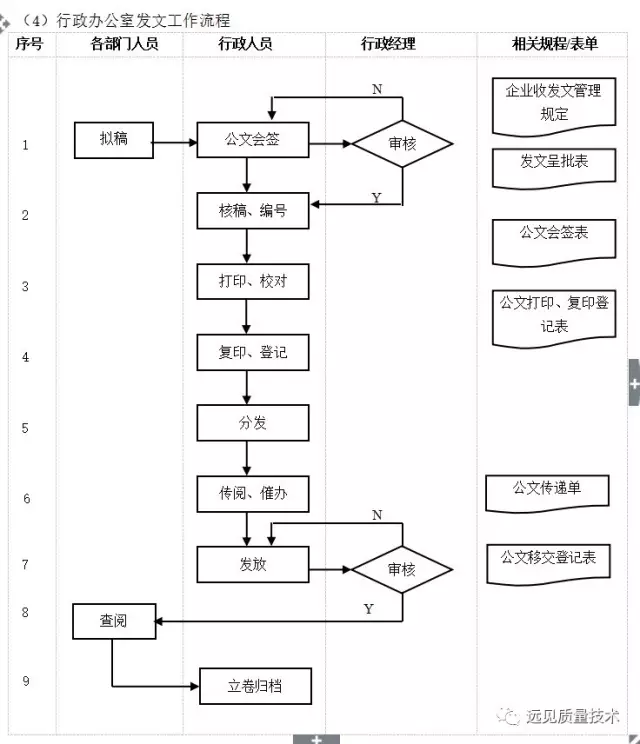 （4）行政办公室发文工作流程
序号 各部门人员 行政人员 行政经理 相关规程/表单
N
企业收发文管理
规定
1 拟稿 公文会签 审核
发文呈批表
Y
2 核稿、编号
公文会签表
3 打印、校对
公文打印、复印登
记表
4 复印、登记
5 分发
6 传阅、催办 公文传递单
N
7 发放 审核 公文移交登记表
8 查阅 Y
9 立卷归档
远见质量技术